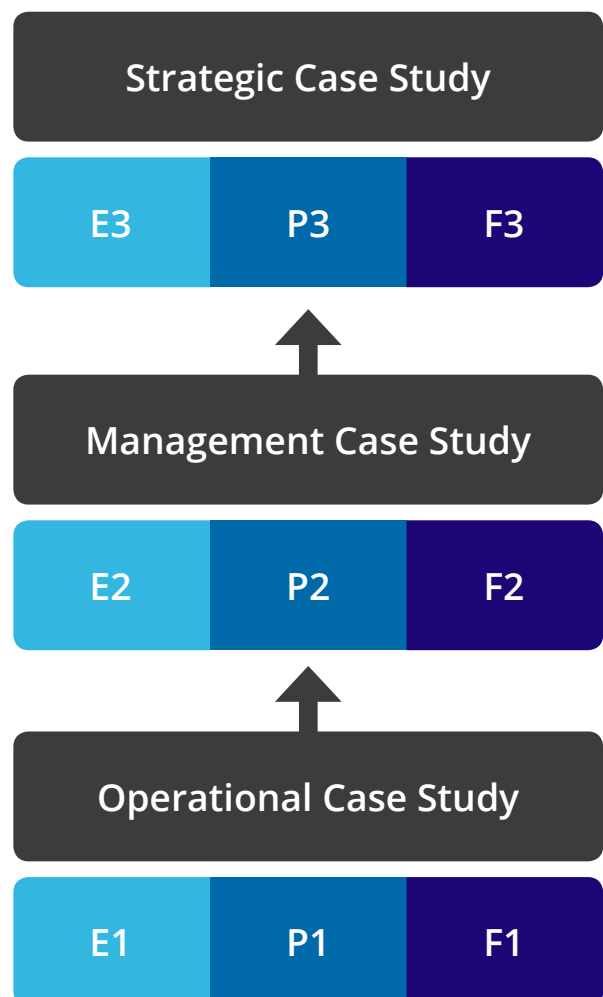 Strategic Case Study
E3 P3 F3
Management Case Study
E2 P2 F2
Operational Case Study
E1 P1 F1